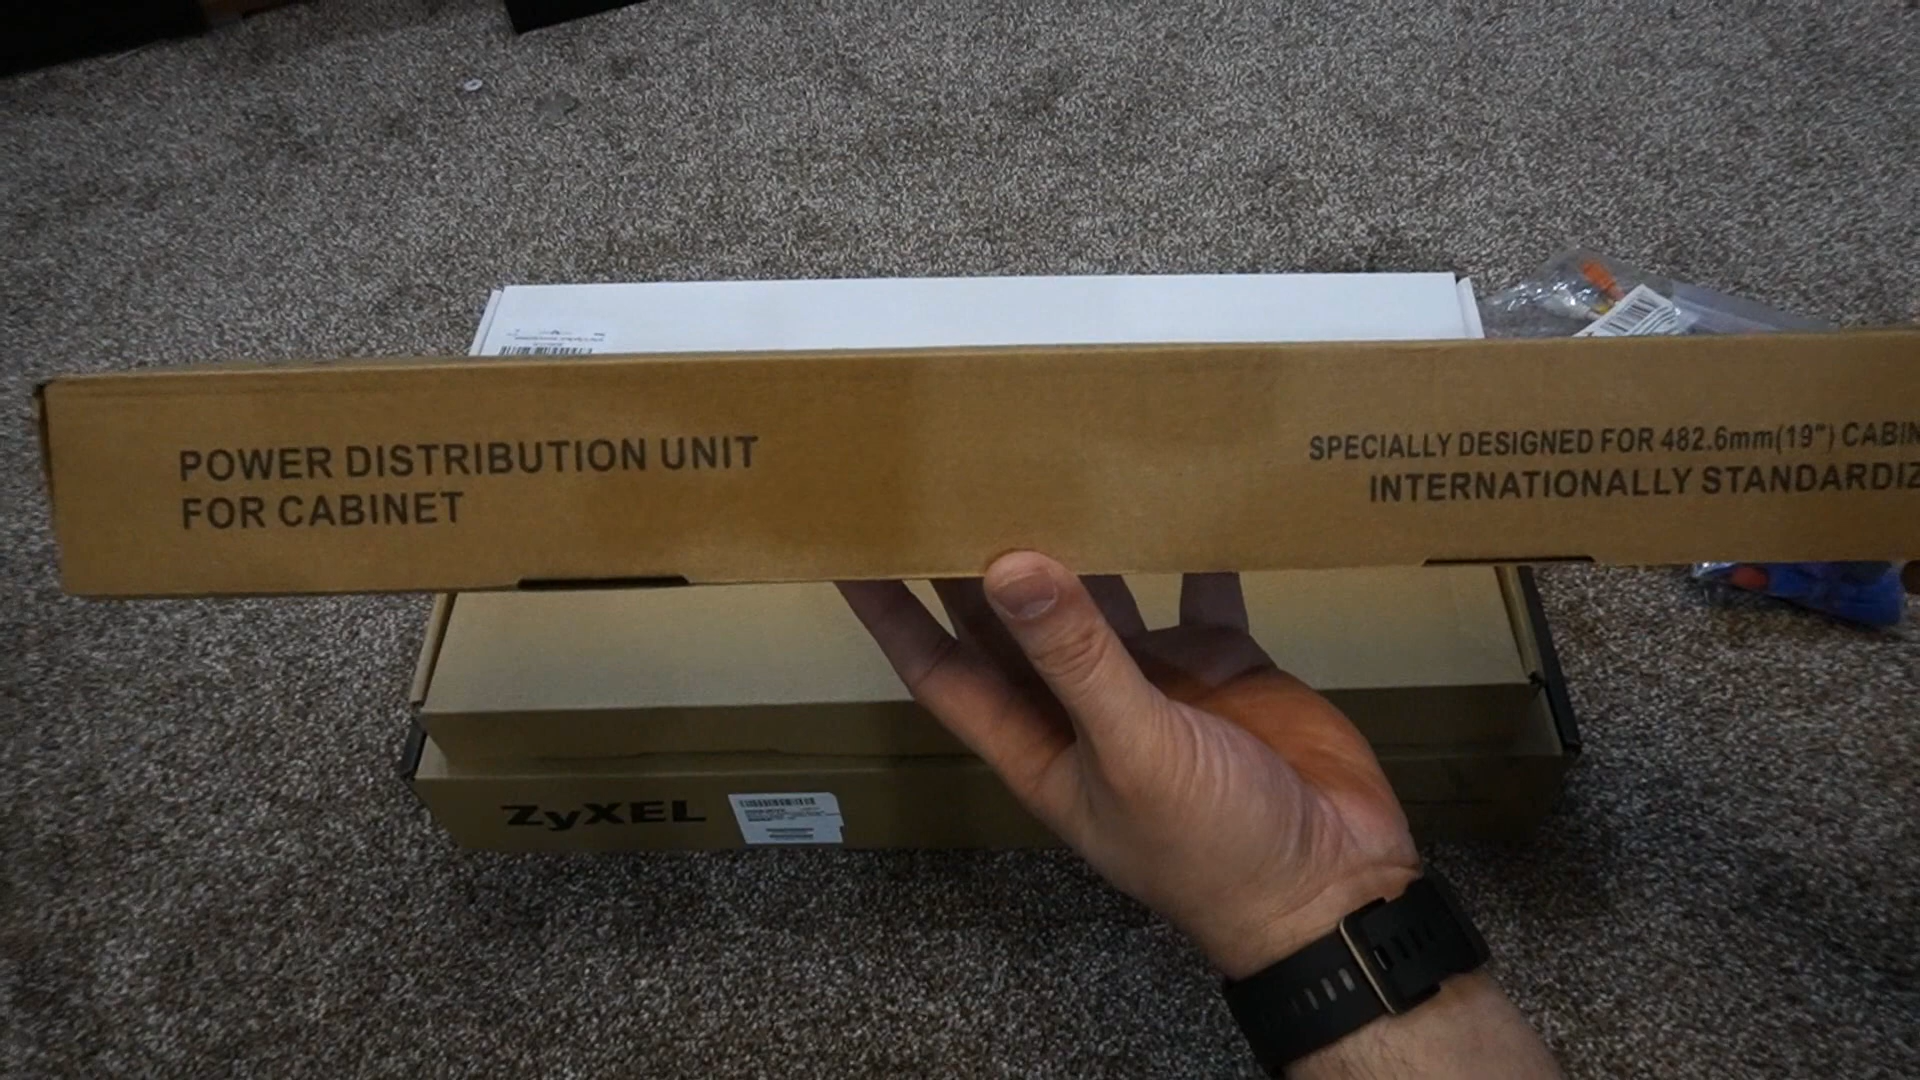 POWER DISTRIBUTION UNIT
FOR CABINET
SPECIALLY DESIGNED FOR 482.6mm(19") CABIN
INTERNATIONALLY STANDARDIZ
ZyXEL